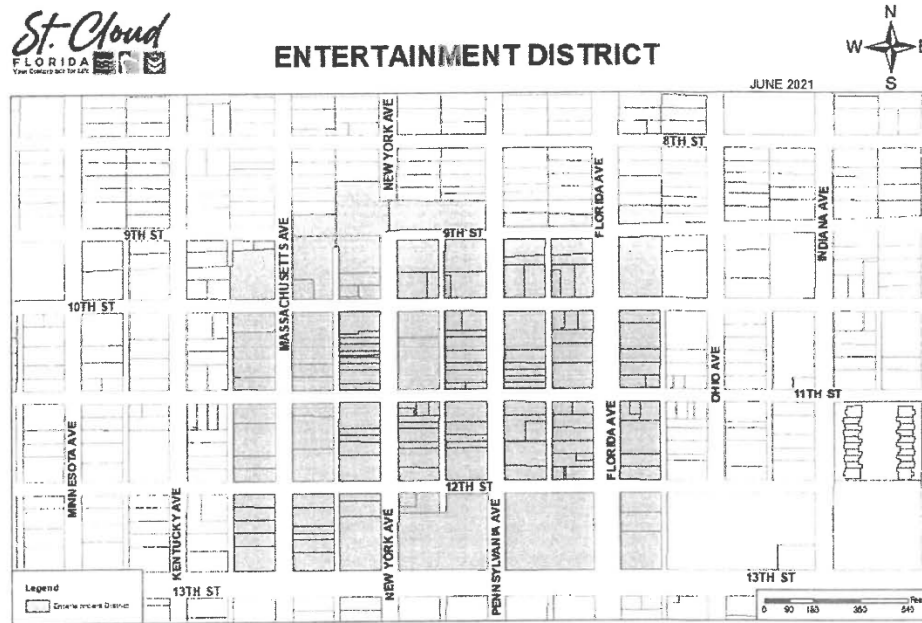 St. Cloud
FLORIDA
ENTERTAINMENT DISTRICT
N
W
E
S
JUNE 2021
8TH ST
NEW YORK AVE
FLORIDA AVE
INDIANA AVE
9TH ST
MASSACHUSETTS AVE
9TH ST
10TH ST
OHIO AVE
11TH ST
MINNESOTA AVE
KENTUCKY AVE
12TH ST
FLORIDA AVE
NEW YORK AVE
PENNSYLVANIA AVE
13TH ST
13TH ST
Legend
Entertainment District
Feet
0 90 180 360 540